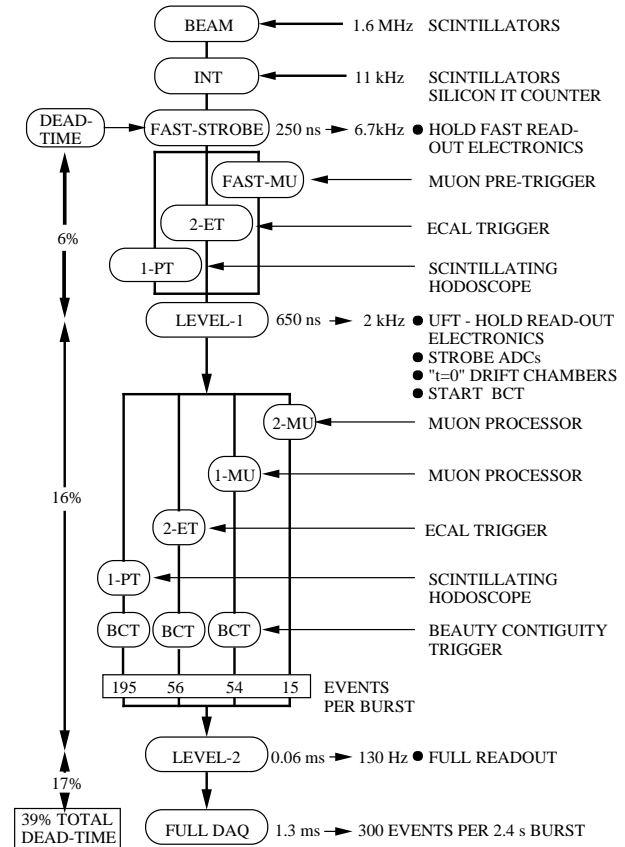 BEAM 1.6 MHz SCINTILLATORS
INT 11 kHz SCINTILLATORS
SILICON IT COUNTER
DEAD-
TIME
FAST-STROBE 250 ns 6.7kHz ● HOLD FAST READ-
OUT ELECTRONICS
FAST-MU MUON PRE-TRIGGER
2-ET ECAL TRIGGER
6%
1-PT SCINTILLATING
HODOSCOPE
LEVEL-1 650 ns 2 kHz ● UFT - HOLD READ-OUT
ELECTRONICS
● STROBE ADCs
● "t=0" DRIFT CHAMBERS
● START BCT
2-MU MUON PROCESSOR
1-MU MUON PROCESSOR
16%
2-ET ECAL TRIGGER
1-PT SCINTILLATING
HODOSCOPE
BCT BCT BCT BEAUTY CONTIGUITY
TRIGGER
195 56 54 15 EVENTS
PER BURST
LEVEL-2 0.06 ms 130 Hz ● FULL READOUT
17%
39% TOTAL
DEAD-TIME
FULL DAQ 1.3 ms 300 EVENTS PER 2.4 s BURST